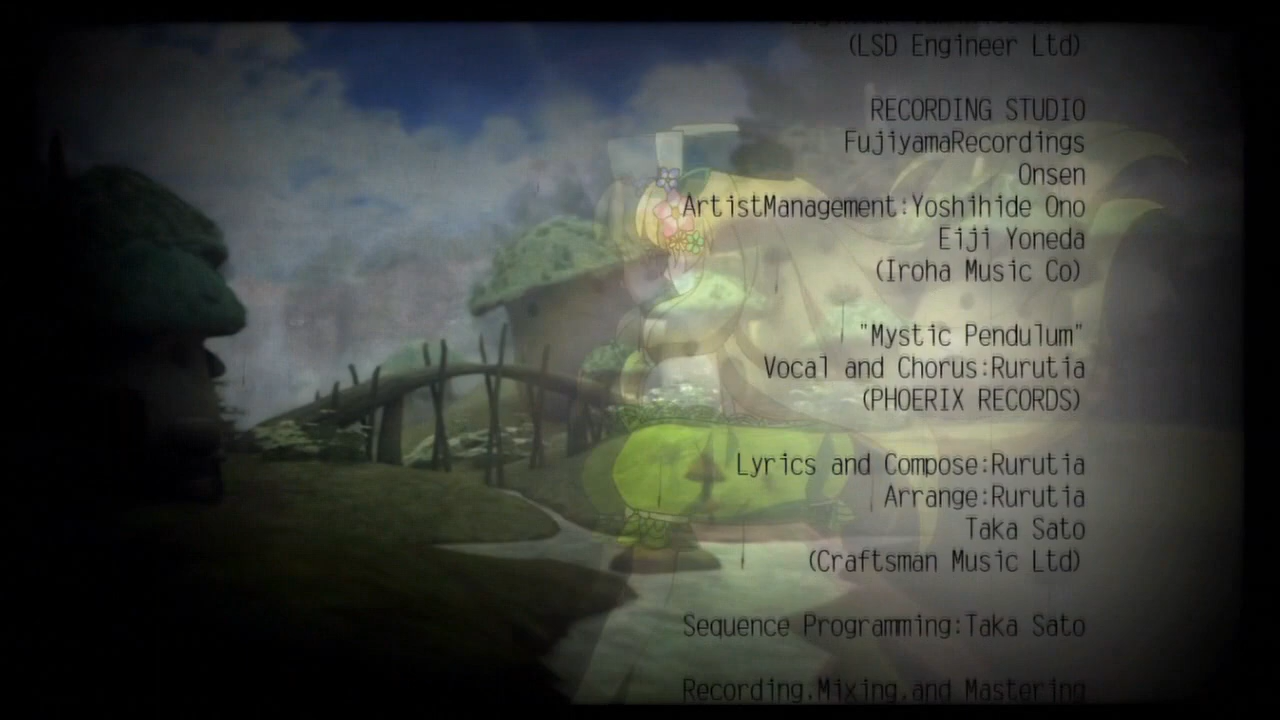 (LSD Engineer Ltd)
RECORDING STUDIO
FujiyamaRecordings
Onsen
ArtistManagement:Yoshihide Ono
Eiji Yoneda
(Iroha Music Co)
"Mystic Pendulum"
Vocal and Chorus:Rurutia
(PHOERIX RECORDS)
Lyrics and Compose:Rurutia
Arrange:Rurutia
Taka Sato
(Craftsman Music Ltd)
Sequence Programming:Taka Sato
Recording.Mixing.and Mastering